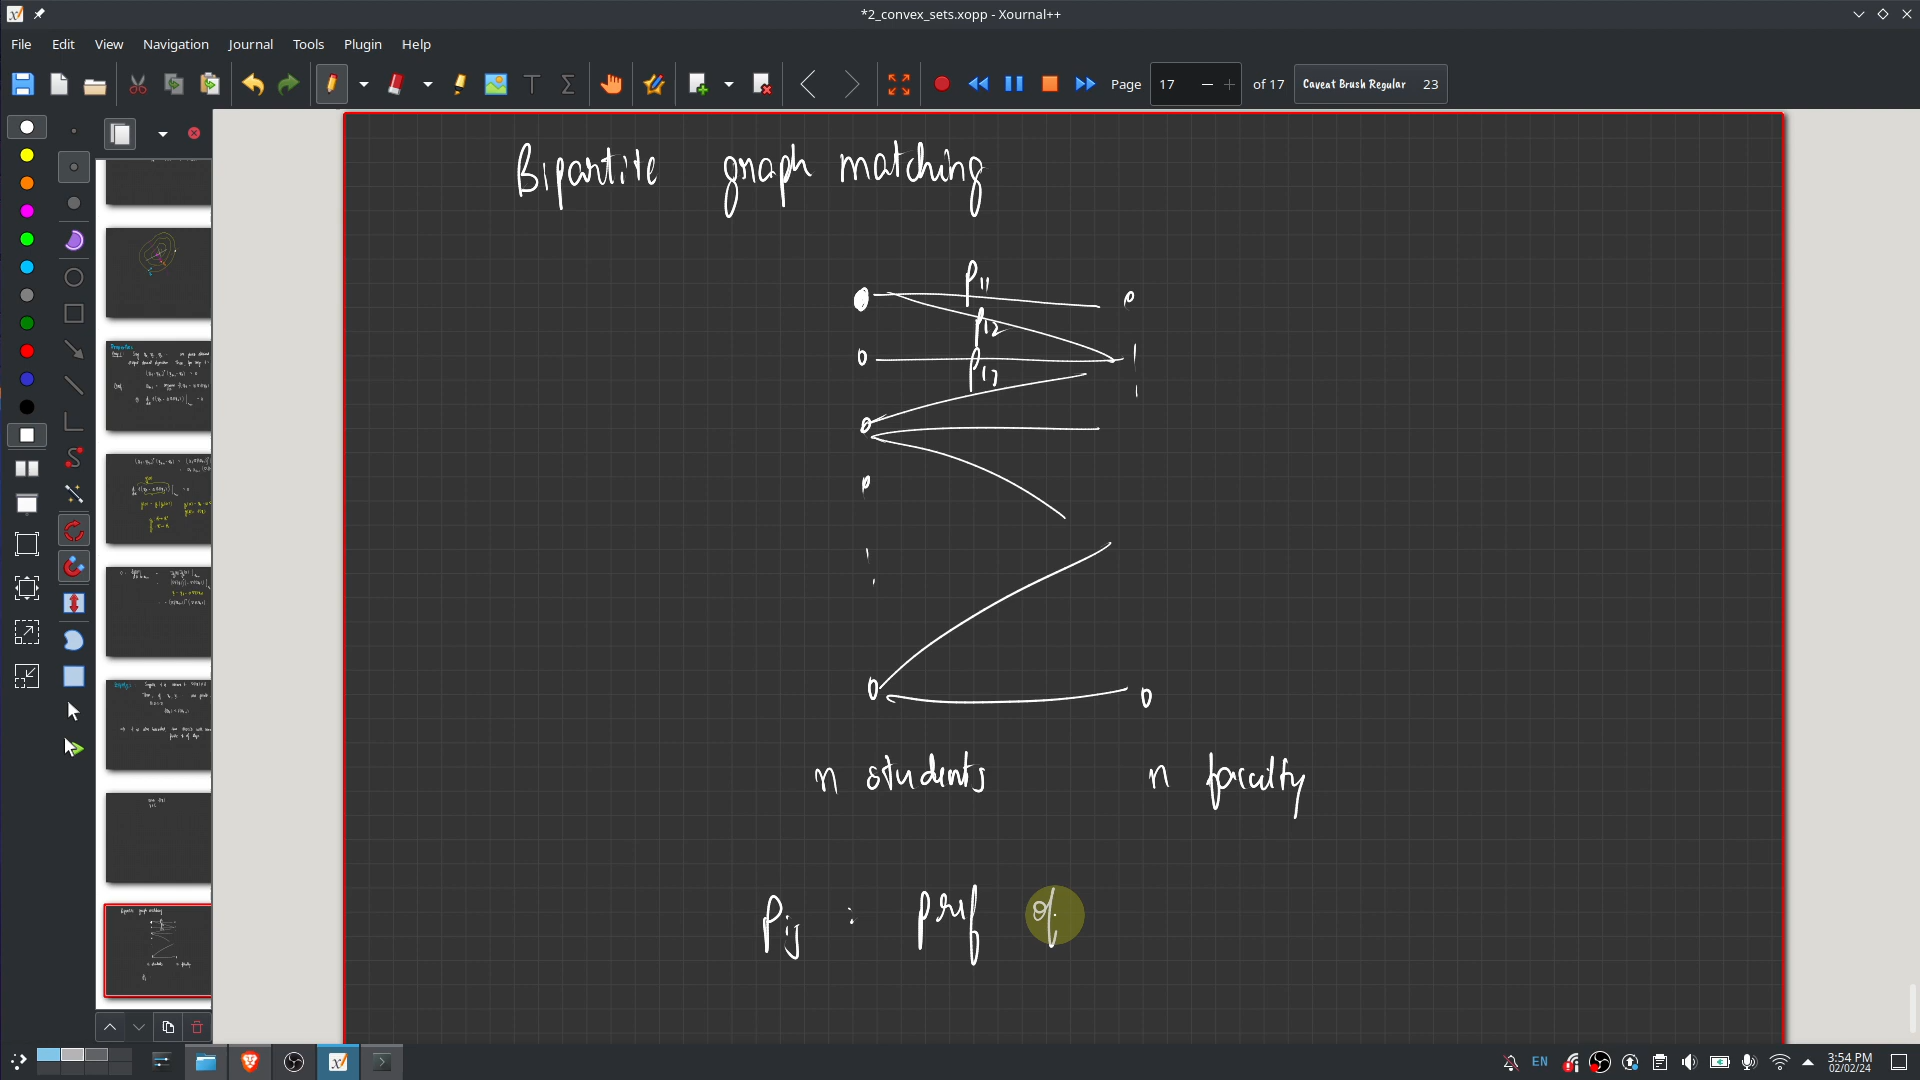 *2_convex_sets.xopp - Xournal++
File Edit View Navigation Journal Tools Plugin Help
Page 17 of 17 Caveat Brush Regular 23
Bipartite graph matching
P11
P12
P13
n students n faculty
Pij : pref of
EN
3:54 PM
02/02/24